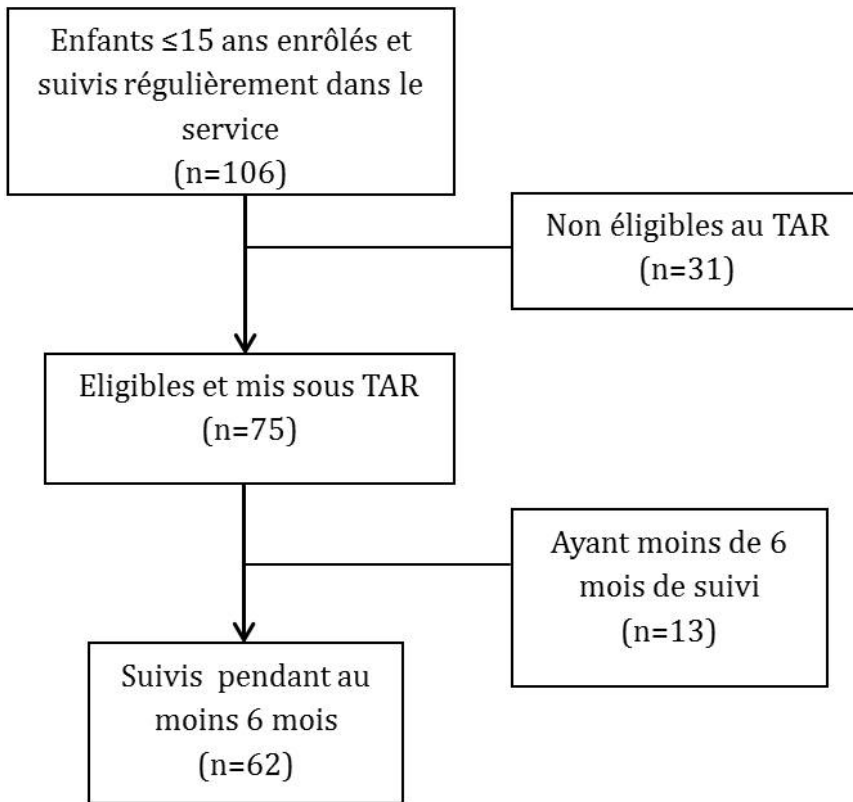 Enfants ≤15 ans enrôlés et
suivis régulièrement dans le
service
(n=106)
Non éligibles au TAR
(n=31)
Eligibles et mis sous TAR
(n=75)
Ayant moins de 6
mois de suivi
(n=13)
Suivis pendant au
moins 6 mois
(n=62)